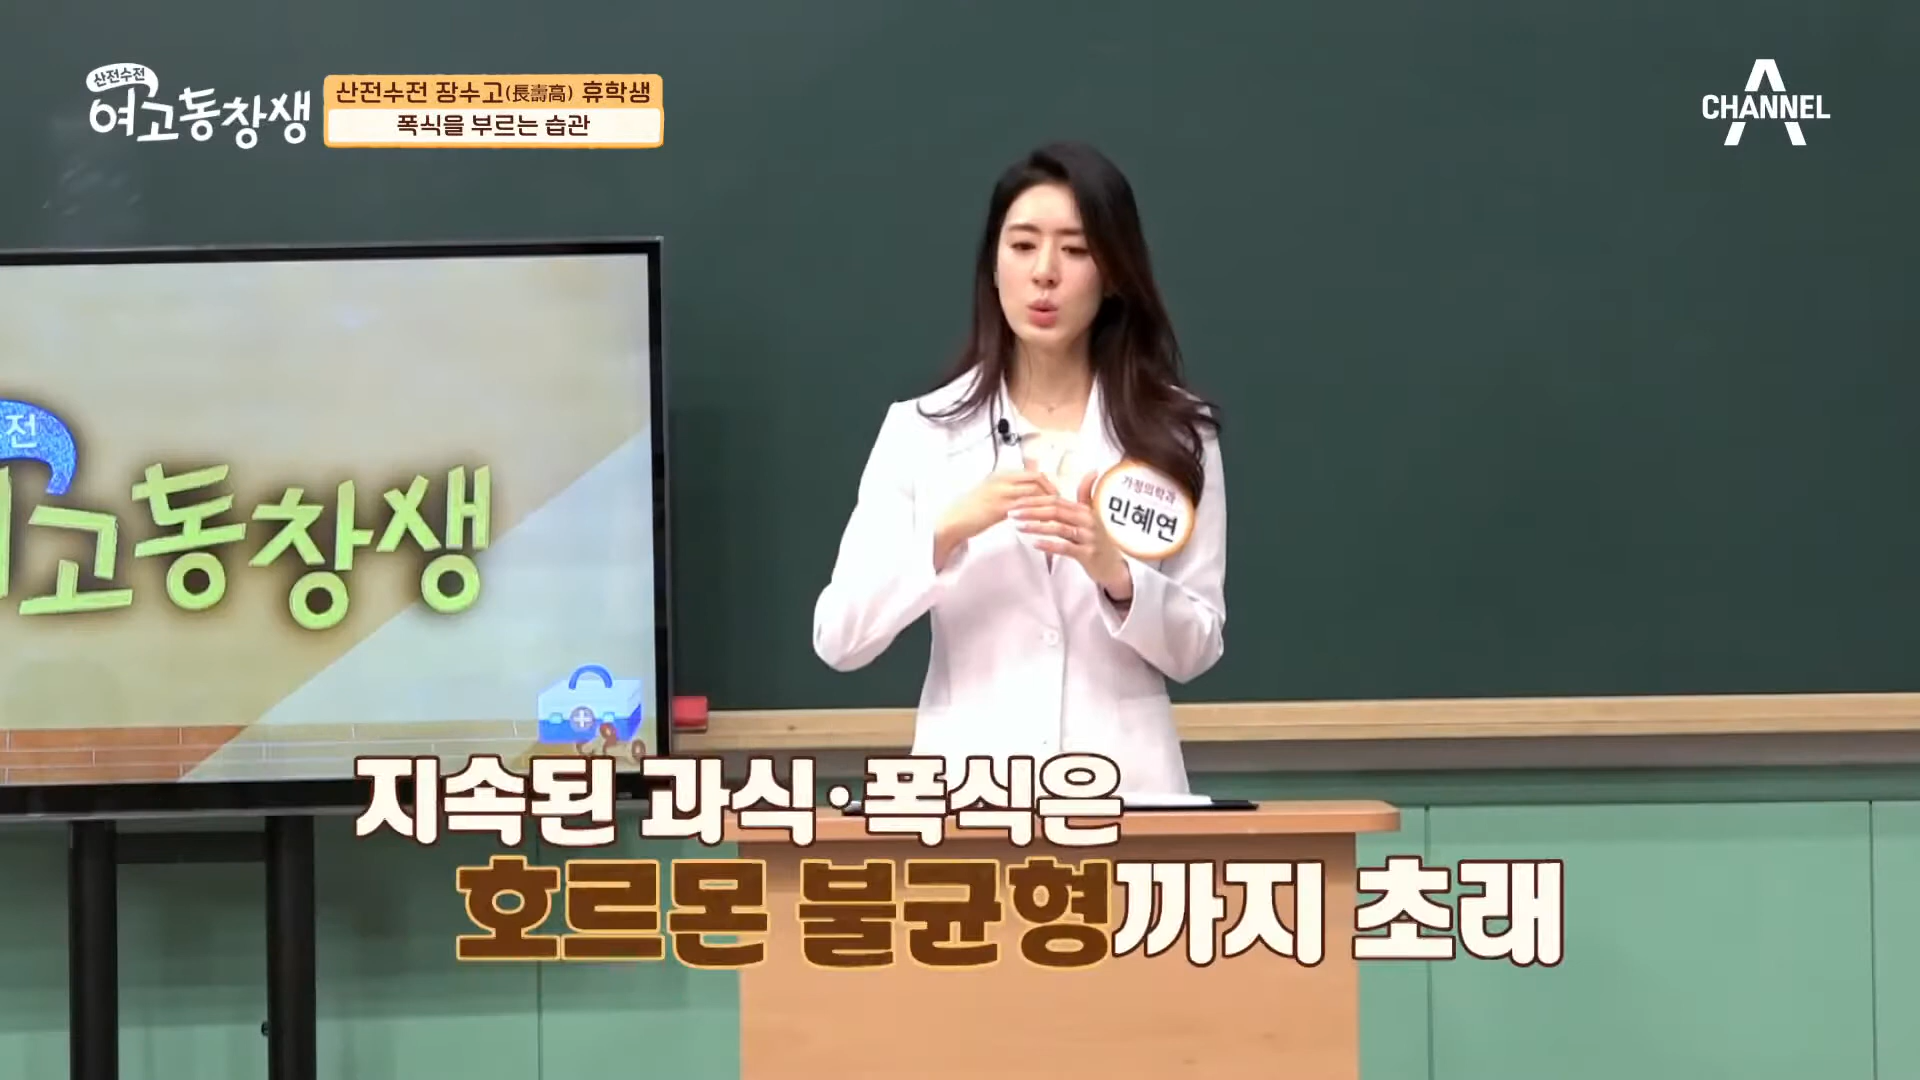 산전수전
여고동창생
산전수전 장수고(長壽高) 휴학생
폭식을 부르는 습관
CHANNEL A
전
고동창생
가정의학과
민혜연
지속된 과식·폭식은
호르몬 불균형까지 초래